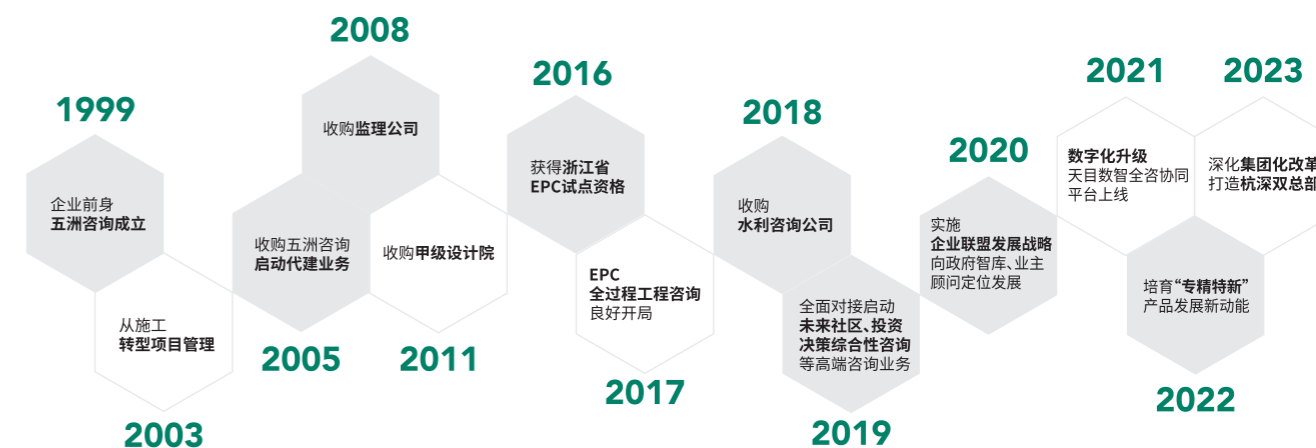 1999
企业前身
五洲咨询成立
从施工
转型项目管理
2003
收购五洲咨询
启动代建业务
2005
2008
收购监理公司
收购甲级设计院
2011
2016
获得浙江省
EPC试点资格
EPC
全过程工程咨询
良好开局
2017
2018
收购
水利咨询公司
全面对接启动
未来社区、投资
决策综合性咨询
等高端咨询业务
2019
2020
实施
企业联盟发展战略
向政府智库、业主
顾问定位发展
2021
数字化升级
天目数智全咨协同
平台上线
培育“专精特新”
产品发展新动能
2022
2023
深化集团化改革
打造杭深双总部